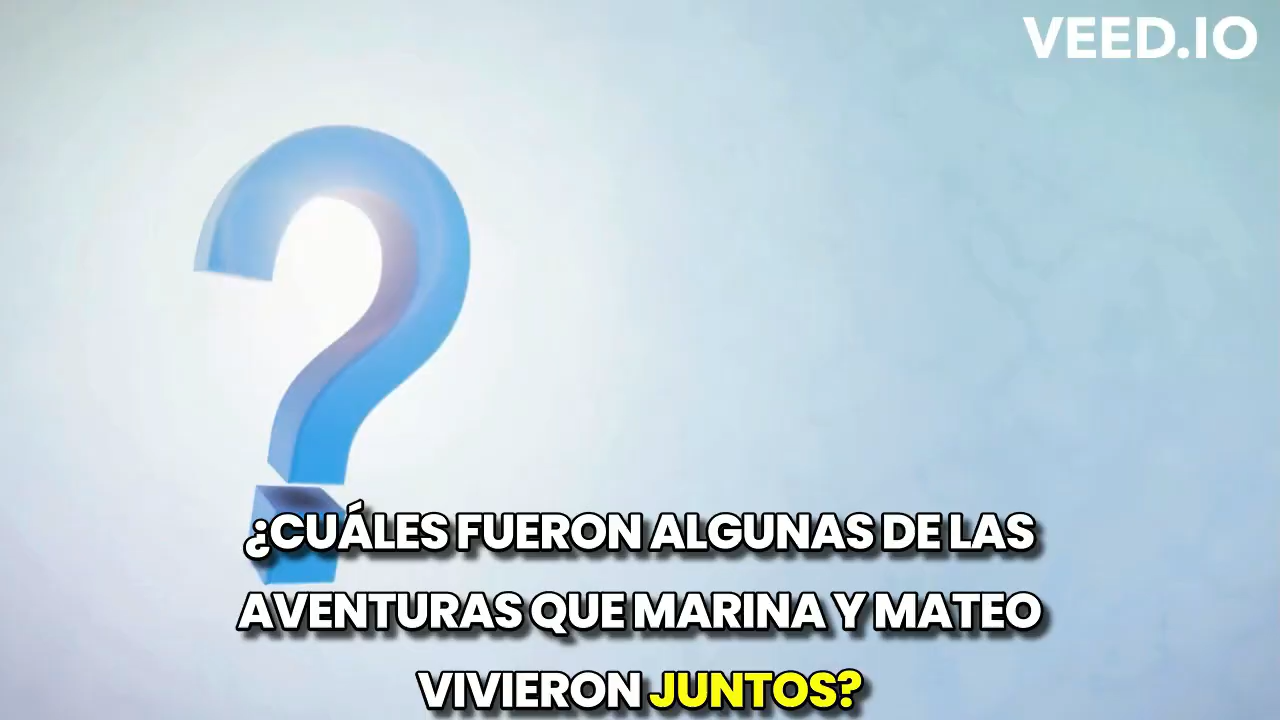 VEED.IO
¿CUÁLES FUERON ALGUNAS DE LAS
AVENTURAS QUE MARINA Y MATEO
VIVIERON JUNTOS?